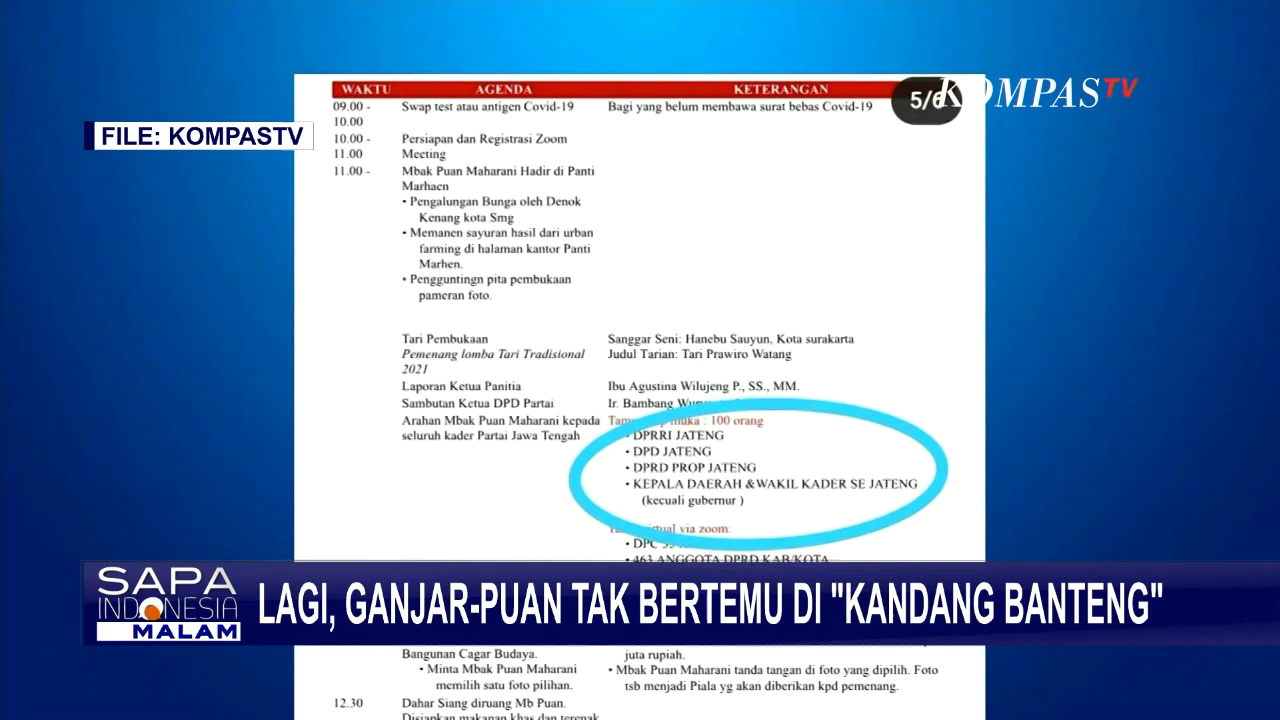 WAKTU AGENDA KETERANGAN
5/6
KOMPASTV
FILE: KOMPASTV
09.00 - Swap test atau antigen Covid-19 Bagi yang belum membawa surat bebas Covid-19
10.00
10.00 - Persiapan dan Registrasi Zoom
11.00 Meeting
11.00 - Mbak Puan Maharani Hadir di Panti
Marhaen
• Pengalungan Bunga oleh Denok
Kenang kota Smg
• Memanen sayuran hasil dari urban
farming di halaman kantor Panti
Marhen.
• Penggguntingn pita pembukaan
pameran foto.
Tari Pembukaan Sanggar Seni: Hanebu Sauyun, Kota surakarta
Pemenang lomba Tari Tradisional Judul Tarian: Tari Prawiro Watang
2021
Laporan Ketua Panitia Ibu Agustina Wilujeng P., SS., MM.
Sambutan Ketua DPD Partai Ir. Bambang
Arahan Mbak Puan Maharani kepada muka : 100 orang
seluruh kader Partai Jawa Tengah • DPRRI JATENG
• DPD JATENG
• DPRD PROP JATENG
• KEPALA DAERAH &WAKIL KADER SE JATENG
(kecuali gubernur )
via zoom:
• DPC
• 463 ANGGOTA DPRD KAB/KOTA
SAPA
INDONESIA
MALAM
LAGI, GANJAR-PUAN TAK BERTEMU DI "KANDANG BANTENG"
Bangunan Cagar Budaya. juta rupiah.
• Minta Mbak Puan Maharani • Mbak Puan Maharani tanda tangan di foto yang dipilih. Foto
memilih satu foto pilihan. tsb menjadi Piala yg akan diberikan kpd pemenang.
12.30 Dahar Siang diruang Mb Puan.
Disiapkan makanan khas dan terenak